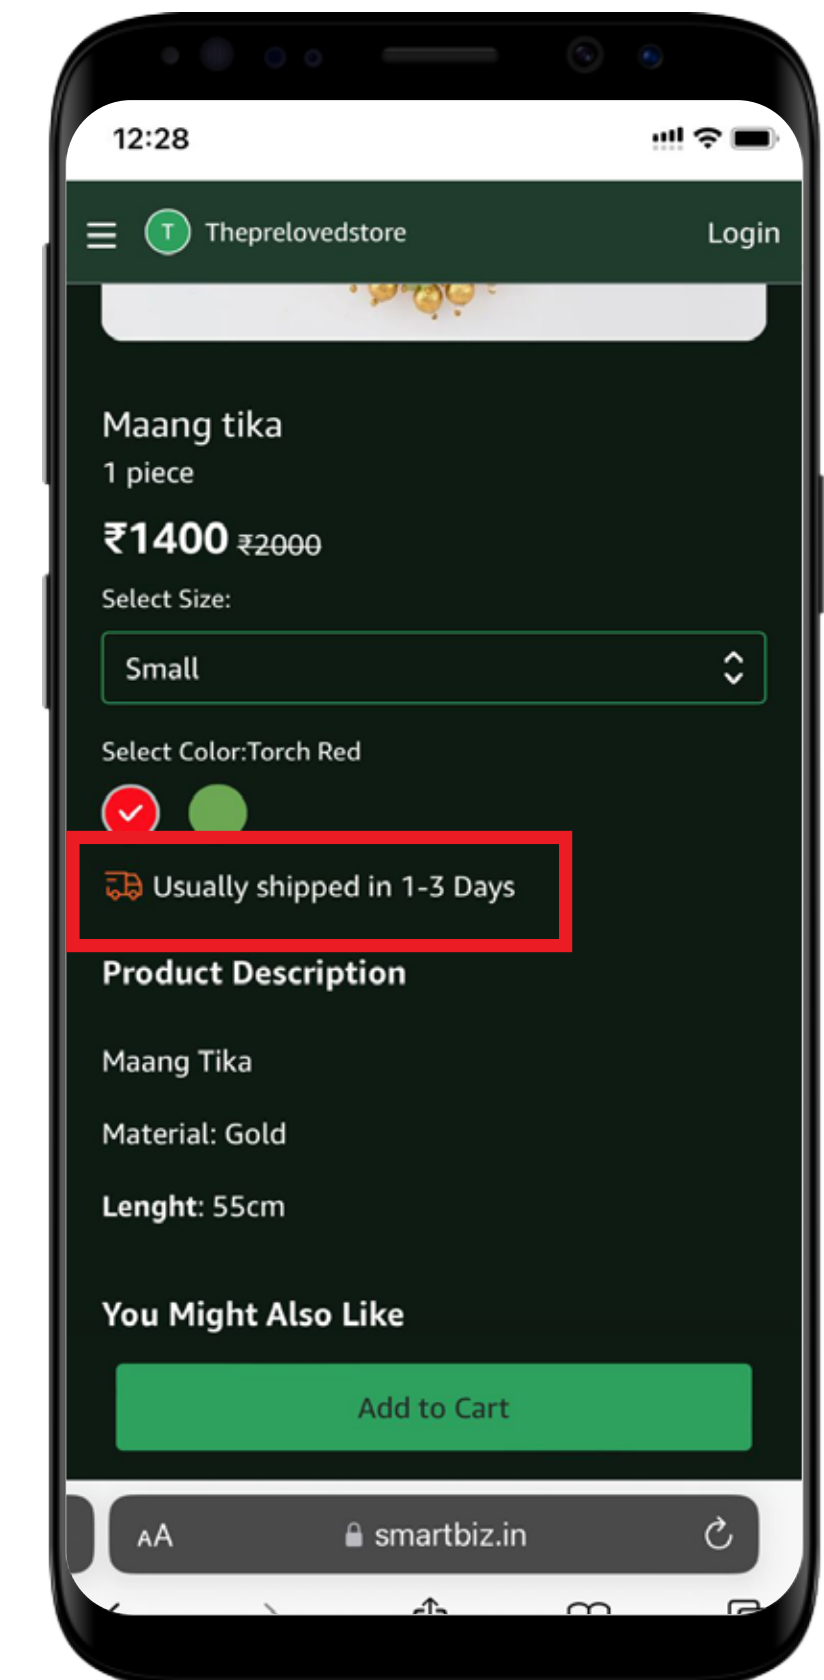 12:28
T Theprelovedstore Login
Maang tika
1 piece
₹1400 ₹2000
Select Size:
Small
Select Color:Torch Red
Usually shipped in 1-3 Days
Product Description
Maang Tika
Material: Gold
Lenght: 55cm
You Might Also Like
Add to Cart
AA smartbiz.in